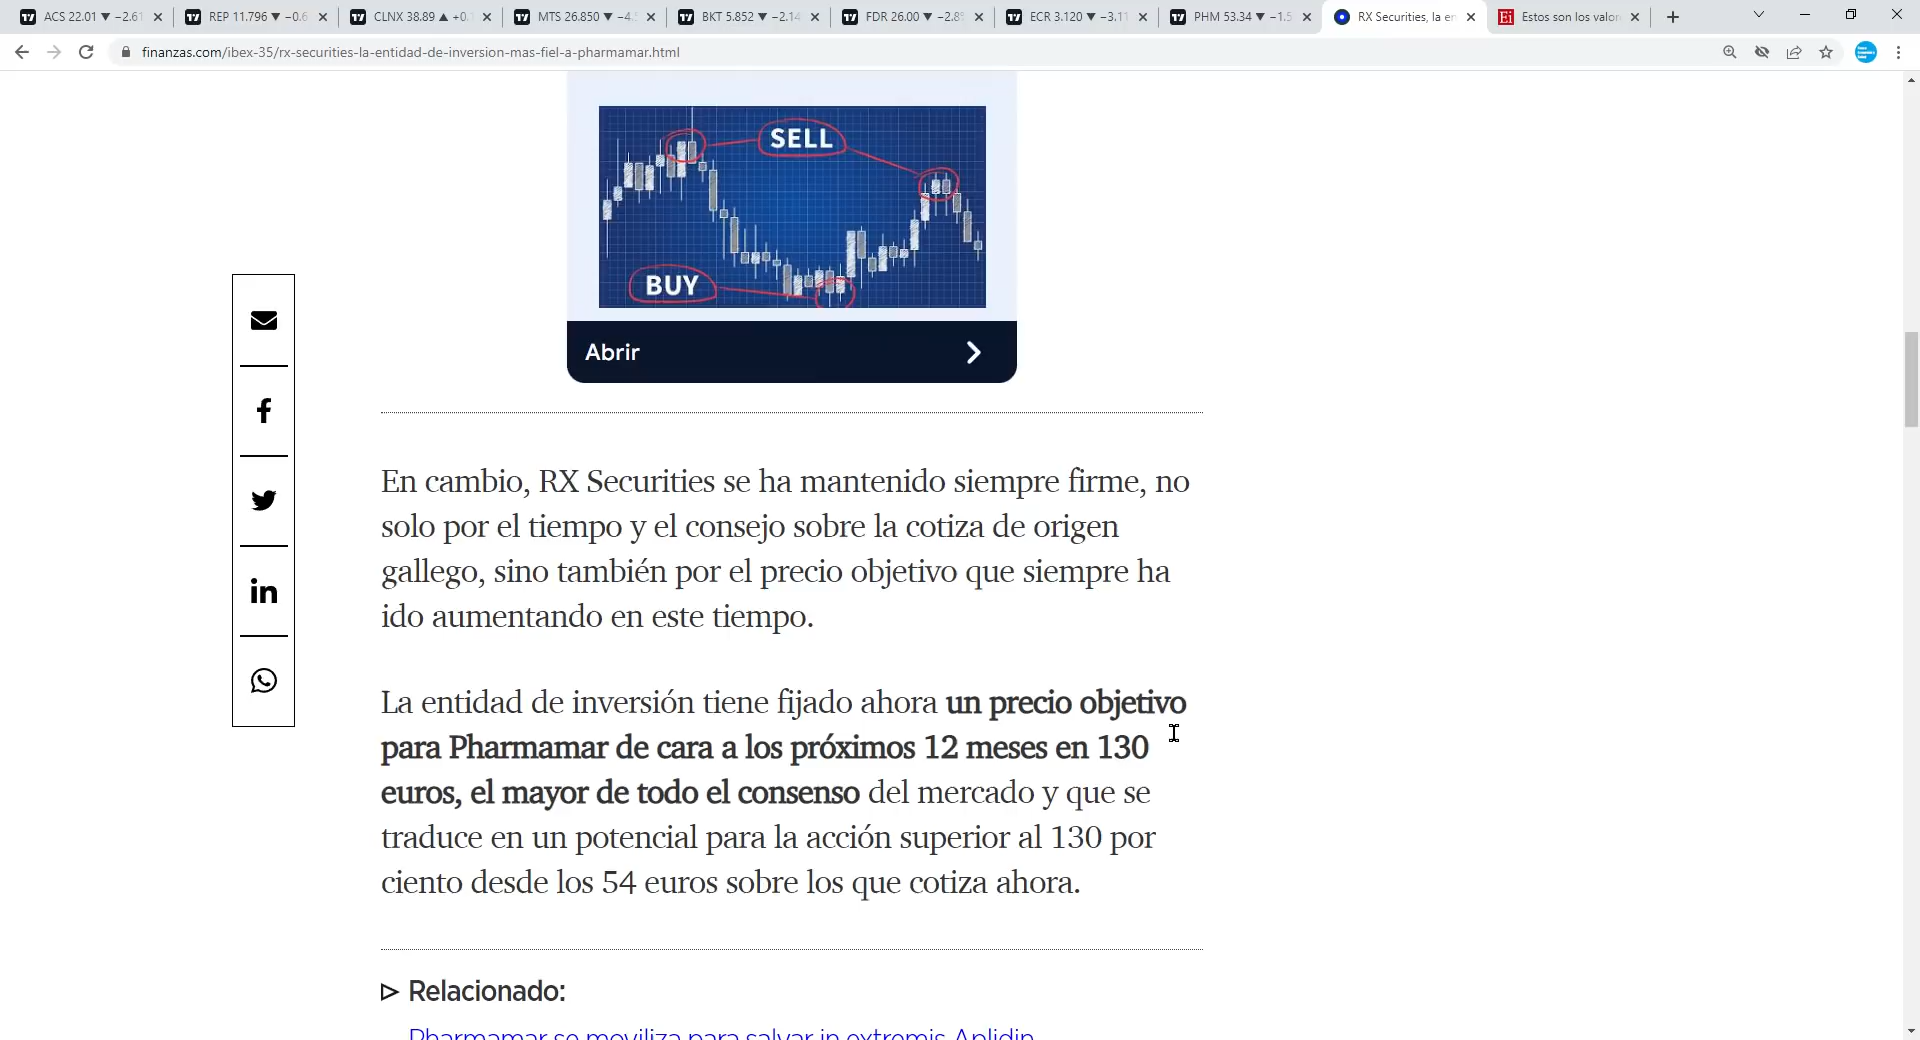 ACS 22.01 ▼ −2.61
REP 11.796 ▼ −0.6
CLNX 38.89 ▲ +0.
MTS 26.850 ▼ −4.
BKT 5.852 ▼ −2.14
FDR 26.00 ▼ −2.8
ECR 3.120 ▼ −3.1
PHM 53.34 ▼ −1.5
RX Securities, la en
Estos son los valor
finanzas.com/ibex-35/rx-securities-la-entidad-de-inversion-mas-fiel-a-pharmamar.html
SELL
BUY
Abrir
En cambio, RX Securities se ha mantenido siempre firme, no
solo por el tiempo y el consejo sobre la cotiza de origen
gallego, sino también por el precio objetivo que siempre ha
ido aumentando en este tiempo.
La entidad de inversión tiene fijado ahora un precio objetivo
para Pharmamar de cara a los próximos 12 meses en 130
euros, el mayor de todo el consenso del mercado y que se
traduce en un potencial para la acción superior al 130 por
ciento desde los 54 euros sobre los que cotiza ahora.
Relacionado:
Pharmamar se moviliza para salvar in extremis Aplidin